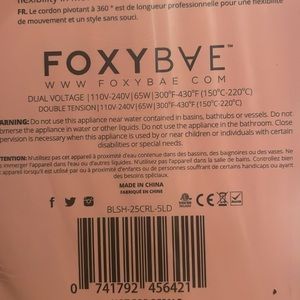 flexibility in m
FR. Le cordon pivotant à 360 ° est de longueur professionnelle pour une flexibilité
de mouvement et un style sans souci.
FOXYBAE™
WWW.FOXYBAE.COM
DUAL VOLTAGE | 110V-240V | 65W | 300°F-430°F (150°C-220°C)
DOUBLE TENSION | 110V-240V | 65W | 300°F-430°F (150°C-220°C)
WARNING: Do not use this appliance near water contained in basins, bathtubs or vessels. Do not
immerse the appliance in water or other liquids. Do not use appliance in the bathroom. Close
supervision is necessary when this appliance is used by or near children or individuals with certain
disabilities or special needs.
ATTENTION: N'utilisez pas cet appareil à proximité d'eau contenue dans des bassins, des baignoires ou des vases. Ne
l'appareil dans l'eau ou d'autres liquides. N'utilisez pas l'appareil dans la salle de bains. Contrôlez bien
l'appareil est utilisé par ou à proximité d'enfants ou de personnes souffrant de certains handicaps ou ayant des besoins
spéciaux.
MADE IN CHINA
FABRIQUÉ EN CHINE
BLSH-25CRL-5LD
0 741792 456421